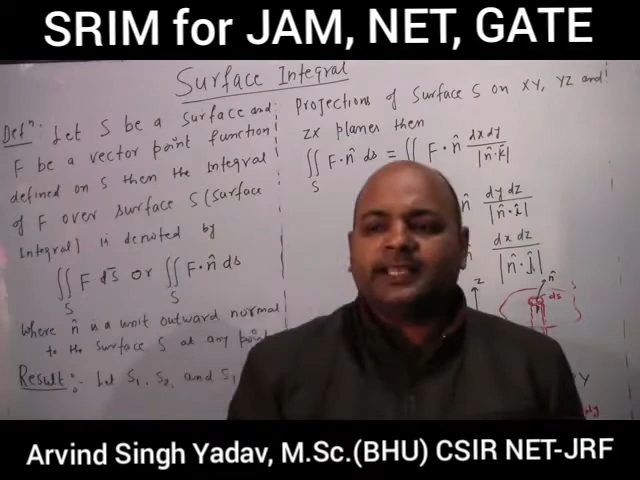 SRIM for JAM, NET, GATE
Surface Integral
Defⁿ:- Let S be a surface and
F be a vector point function
defined on S then the integral
of F over surface S (surface
Integral) is denoted by
∬_S F ds̄ or ∬_S F·n̂ ds
where n̂ is a unit outward normal
to the surface S at any point
Result:- Let S₁, S₂ and S
Projections of surface S on XY, YZ and
ZX planes then
∬_S F·n̂ ds = ∬ F·n̂ dx dy / |n̂·k̂|
n̂ dy dz / |n̂·î|
dx dz / |n̂·ĵ|
Z
n̂
ds
Y
Arvind Singh Yadav, M.Sc.(BHU) CSIR NET-JRF